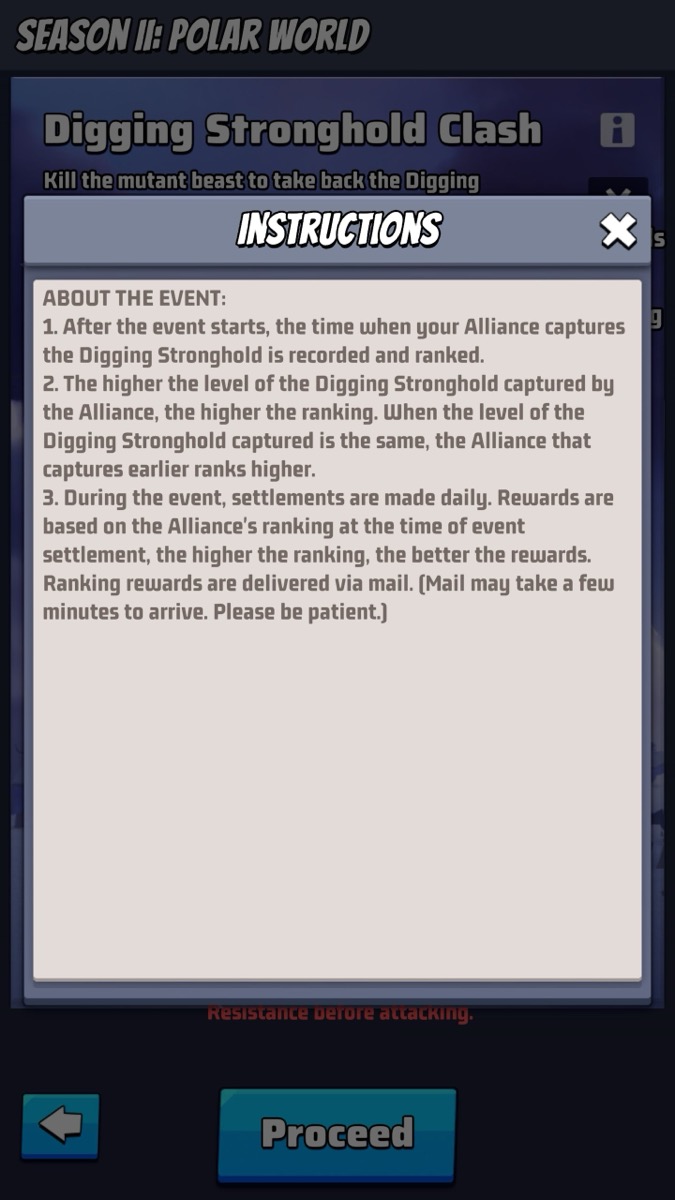 SEASON II: POLAR WORLD
Digging Stronghold Clash
Kill the mutant beast to take back the Digging
INSTRUCTIONS
ABOUT THE EVENT:
1. After the event starts, the time when your Alliance captures
the Digging Stronghold is recorded and ranked.
2. The higher the level of the Digging Stronghold captured by
the Alliance, the higher the ranking. When the level of the
Digging Stronghold captured is the same, the Alliance that
captures earlier ranks higher.
3. During the event, settlements are made daily. Rewards are
based on the Alliance's ranking at the time of event
settlement, the higher the ranking, the better the rewards.
Ranking rewards are delivered via mail. (Mail may take a few
minutes to arrive. Please be patient.)
Resistance before attacking.
Proceed